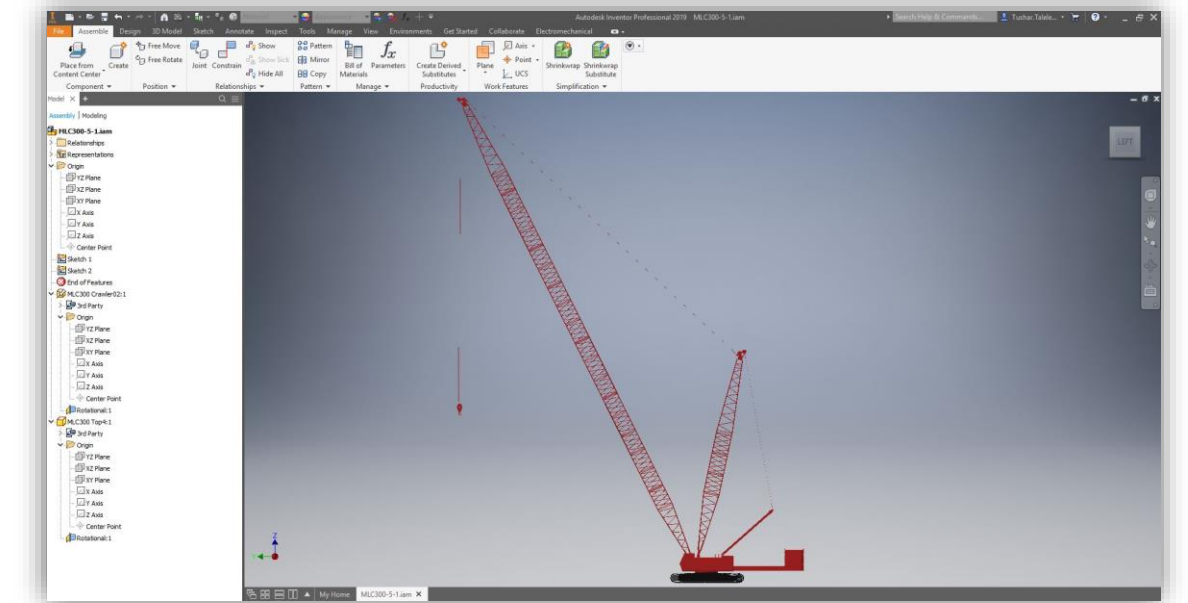 Autodesk Inventor Professional 2019 MLC300-5-1.iam
Search Help & Commands...
Tushar.Talele...
File Assemble Design 3D Model Sketch Annotate Inspect Tools Manage View Environments Get Started Collaborate Electromechanical
Free Move Show Pattern Axis
Free Rotate Show Sick Mirror Point
Hide All Copy UCS
Place from
Content Center
Create
Joint Constrain
Bill of
Materials
Parameters
Create Derived
Substitutes
Plane
Shrinkwrap
Shrinkwrap
Substitute
Component Position Relationships Pattern Manage Productivity Work Features Simplification
Model X +
Assembly | Modeling
MLC300-5-1.iam
Relationships
Representations
Origin
YZ Plane
XZ Plane
XY Plane
X Axis
Y Axis
Z Axis
Center Point
Sketch 1
Sketch 2
End of Features
MLC300 Crawler02:1
3rd Party
Origin
YZ Plane
XZ Plane
XY Plane
X Axis
Y Axis
Z Axis
Center Point
Rotational:1
MLC300 Top4:1
3rd Party
Origin
YZ Plane
XZ Plane
XY Plane
X Axis
Y Axis
Z Axis
Center Point
Rotational:1
LEFT
Z
Y
My Home MLC300-5-1.iam X